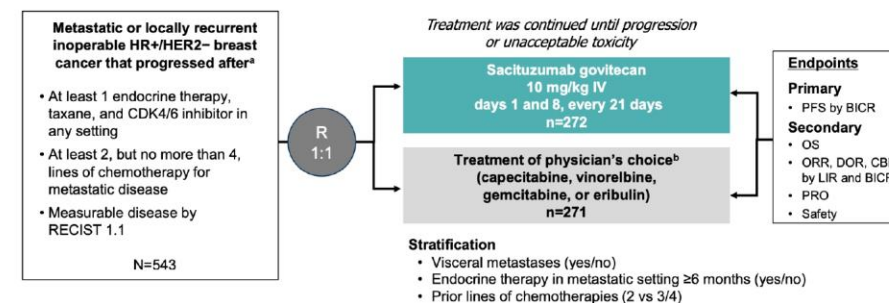 Metastatic or locally recurrent
inoperable HR+/HER2− breast
cancer that progressed afterᵃ
• At least 1 endocrine therapy,
taxane, and CDK4/6 inhibitor in
any setting
• At least 2, but no more than 4,
lines of chemotherapy for
metastatic disease
• Measurable disease by
RECIST 1.1
N=543
R
1:1
Treatment was continued until progression
or unacceptable toxicity
Sacituzumab govitecan
10 mg/kg IV
days 1 and 8, every 21 days
n=272
Treatment of physician's choiceᵇ
(capecitabine, vinorelbine,
gemcitabine, or eribulin)
n=271
Stratification
• Visceral metastases (yes/no)
• Endocrine therapy in metastatic setting ≥6 months (yes/no)
• Prior lines of chemotherapies (2 vs 3/4)
Endpoints
Primary
• PFS by BICR
Secondary
• OS
• ORR, DOR, CB
by LIR and BICR
• PRO
• Safety